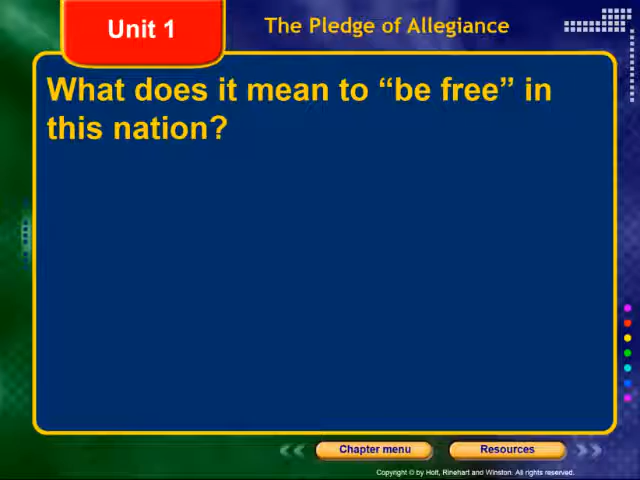 Unit 1
The Pledge of Allegiance
What does it mean to “be free” in
this nation?
Chapter menu
Resources
Copyright © by Holt, Rinehart and Winston. All rights reserved.